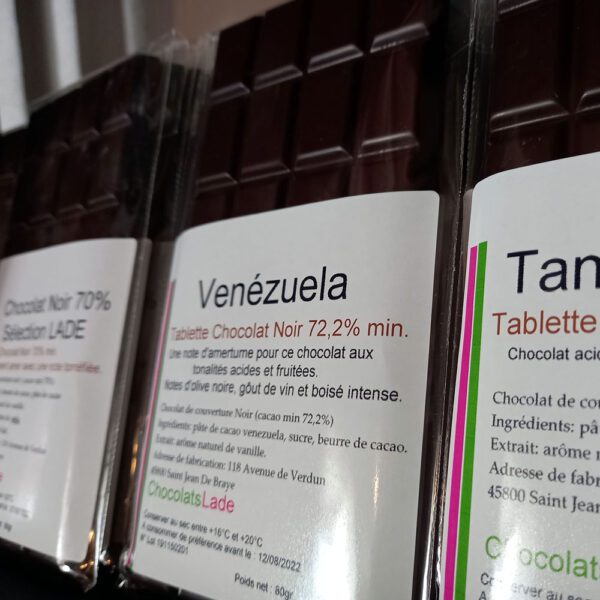 Chocolat Noir 70%
Sélection LADE
Lade
Venézuela
Tablette Chocolat Noir 72,2% min.
Une note d'amertume pour ce chocolat aux
tonalités acides et fruitées.
Notes d'olive noire, gôut de vin et boisé intense.
Chocolat de couverture Noir (cacao min 72,2%)
Ingrédients: pâte de cacao venezuela, sucre, beurre de cacao.
Extrait: arôme naturel de vanille.
Adresse de fabrication: 118 Avenue de Verdun
45800 Saint Jean De Braye
ChocolatsLade
Conserver au sec entre +16°C et +20°C
A consommer de préférence avant le : 12/08/2022
N° Lot 191150201
Poids net : 80gr
Tan
Tablette
Chocolat acid
Chocolat de cou
Ingrédients: pâ
Extrait: arôme n
Adresse de fabr
45800 Saint Jean
Chocolat
Conserver au se